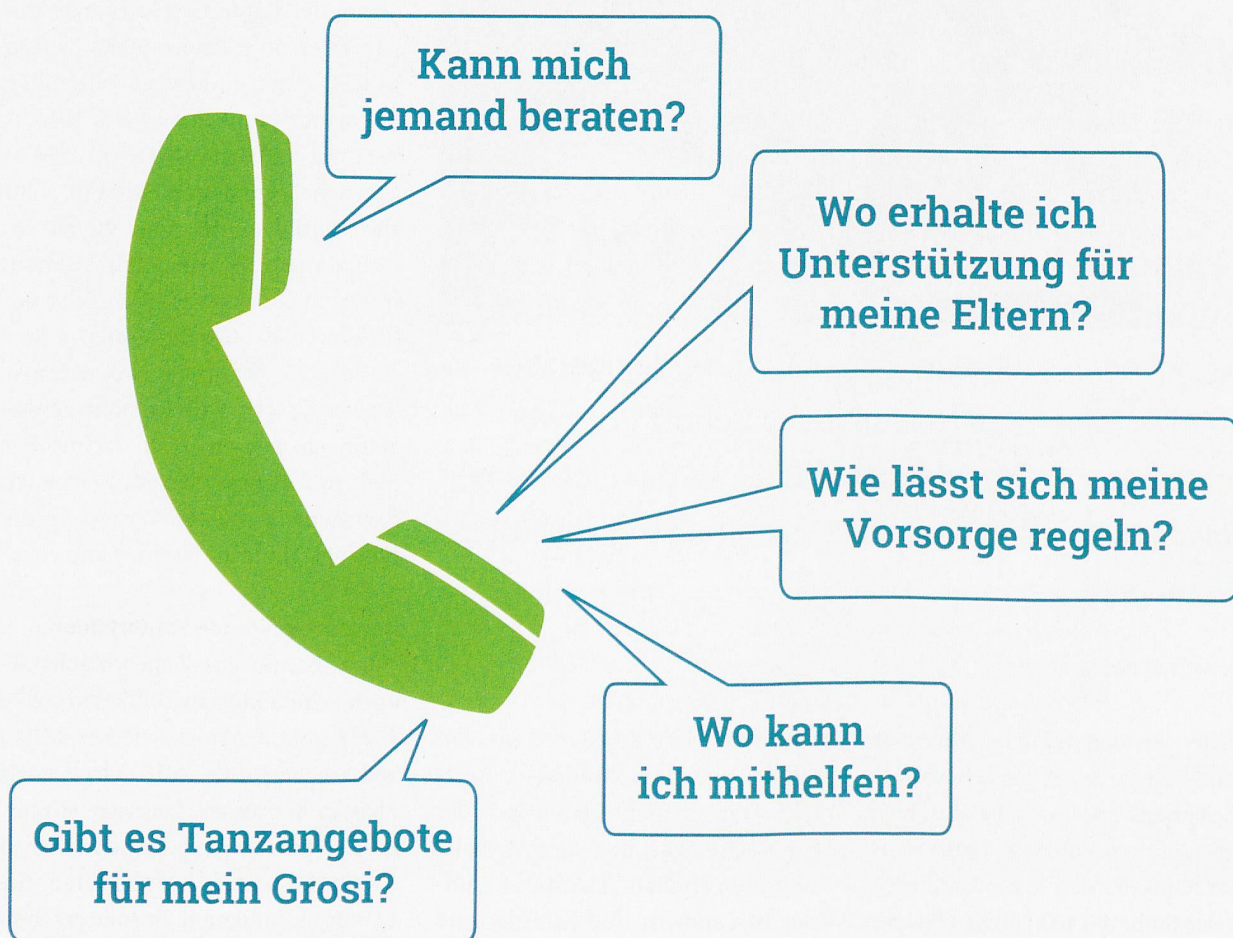 Kann mich
jemand beraten?
Wo erhalte ich
Unterstützung für
meine Eltern?
Wie lässt sich meine
Vorsorge regeln?
Wo kann
ich mithelfen?
Gibt es Tanzangebote
für mein Grosi?